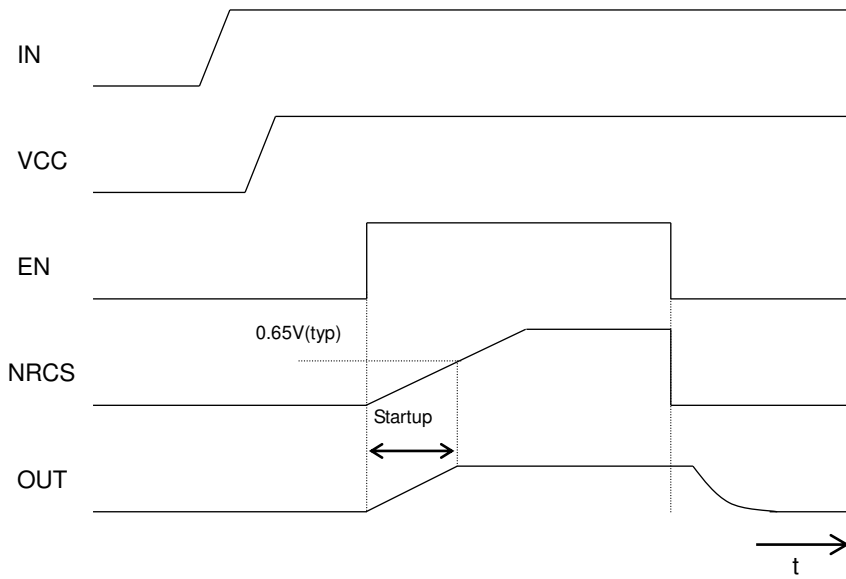 IN
VCC
EN
0.65V(typ)
NRCS
Startup
OUT
t